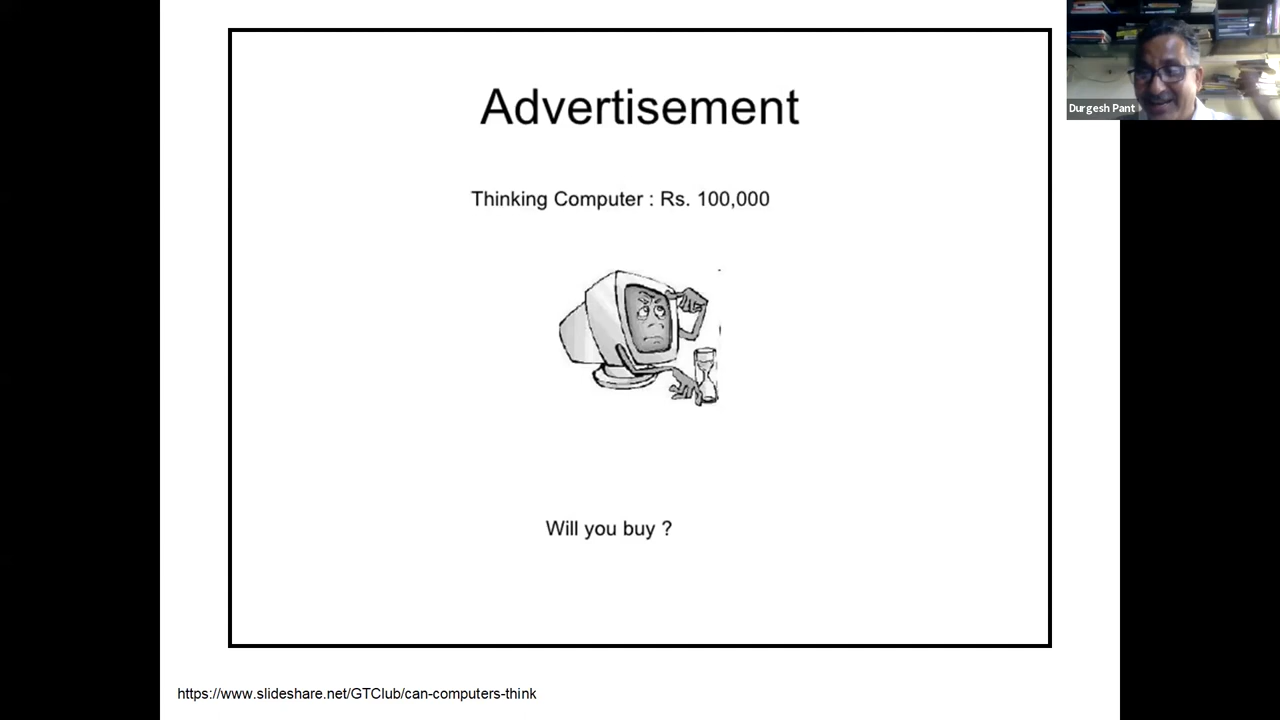 Advertisement
Durgesh Pant
Thinking Computer : Rs. 100,000
Will you buy ?
https://www.slideshare.net/GTClub/can-computers-think